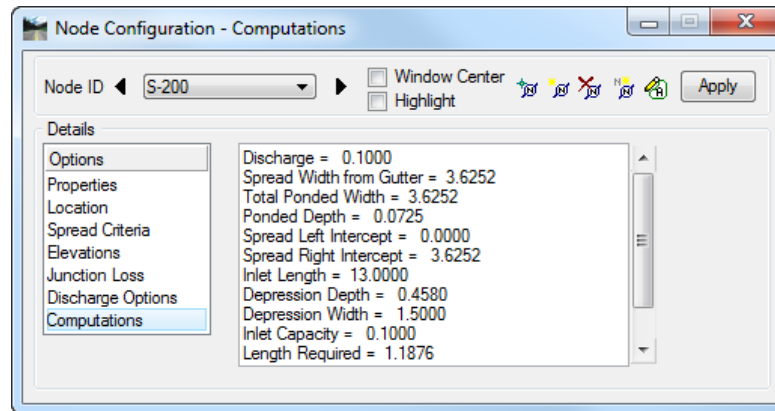 Node Configuration - Computations
Node ID S-200 Window Center Apply
Highlight
Details
Options
Properties
Location
Spread Criteria
Elevations
Junction Loss
Discharge Options
Computations
Discharge = 0.1000
Spread Width from Gutter = 3.6252
Total Ponded Width = 3.6252
Ponded Depth = 0.0725
Spread Left Intercept = 0.0000
Spread Right Intercept = 3.6252
Inlet Length = 13.0000
Depression Depth = 0.4580
Depression Width = 1.5000
Inlet Capacity = 0.1000
Length Required = 1.1876